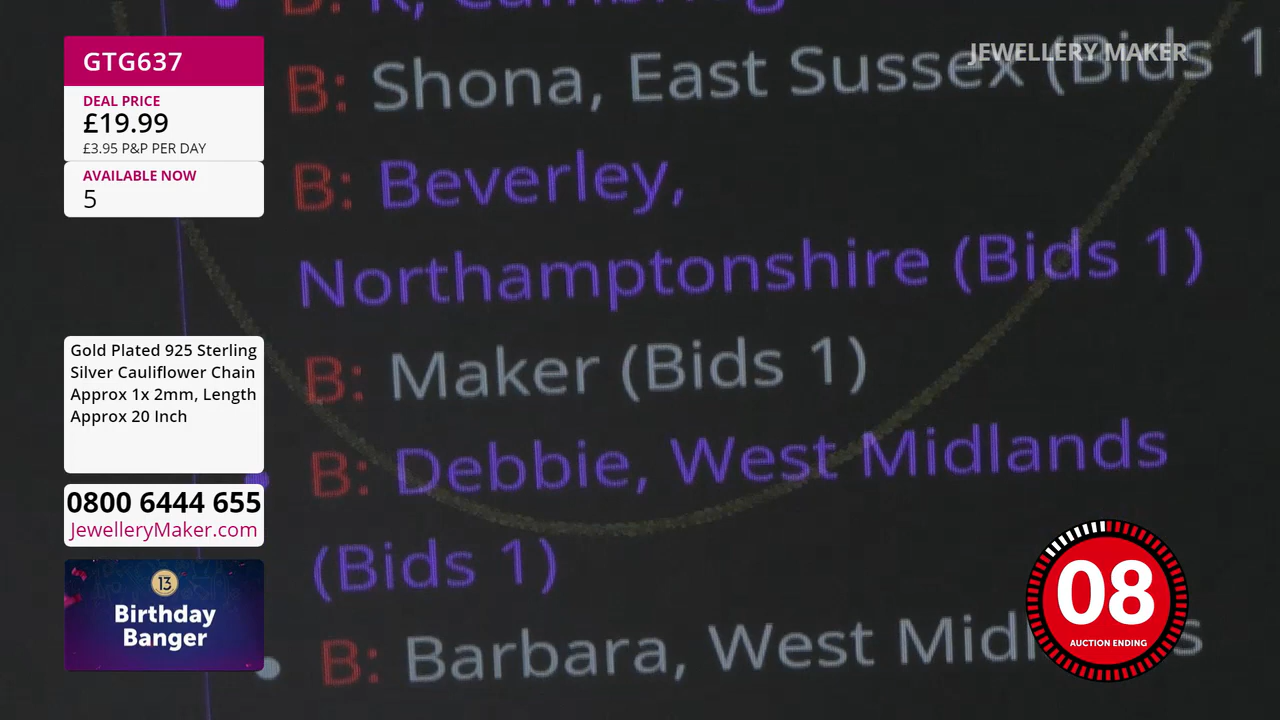 GTG637
DEAL PRICE
£19.99
£3.95 P&P PER DAY
AVAILABLE NOW
5
Gold Plated 925 Sterling
Silver Cauliflower Chain
Approx 1x 2mm, Length
Approx 20 Inch
0800 6444 655
JewelleryMaker.com
13
Birthday
Banger
JEWELLERY MAKER
B: Shona, East Sussex (Bids 1
B: Beverley,
Northamptonshire (Bids 1)
B: Maker (Bids 1)
B: Debbie, West Midlands
(Bids 1)
B: Barbara, West
08
AUCTION ENDING